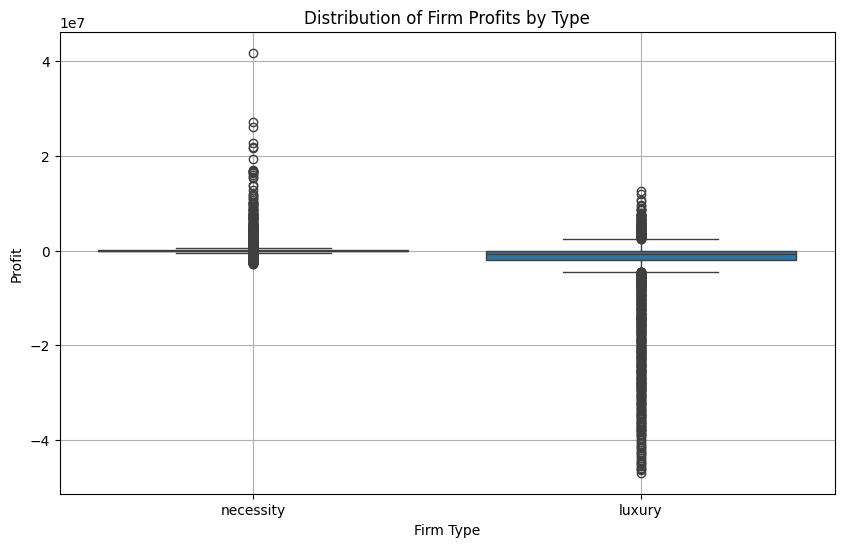 Distribution of Firm Profits by Type
1e7
4
2
0
−2
−4
Profit
necessity
luxury
Firm Type